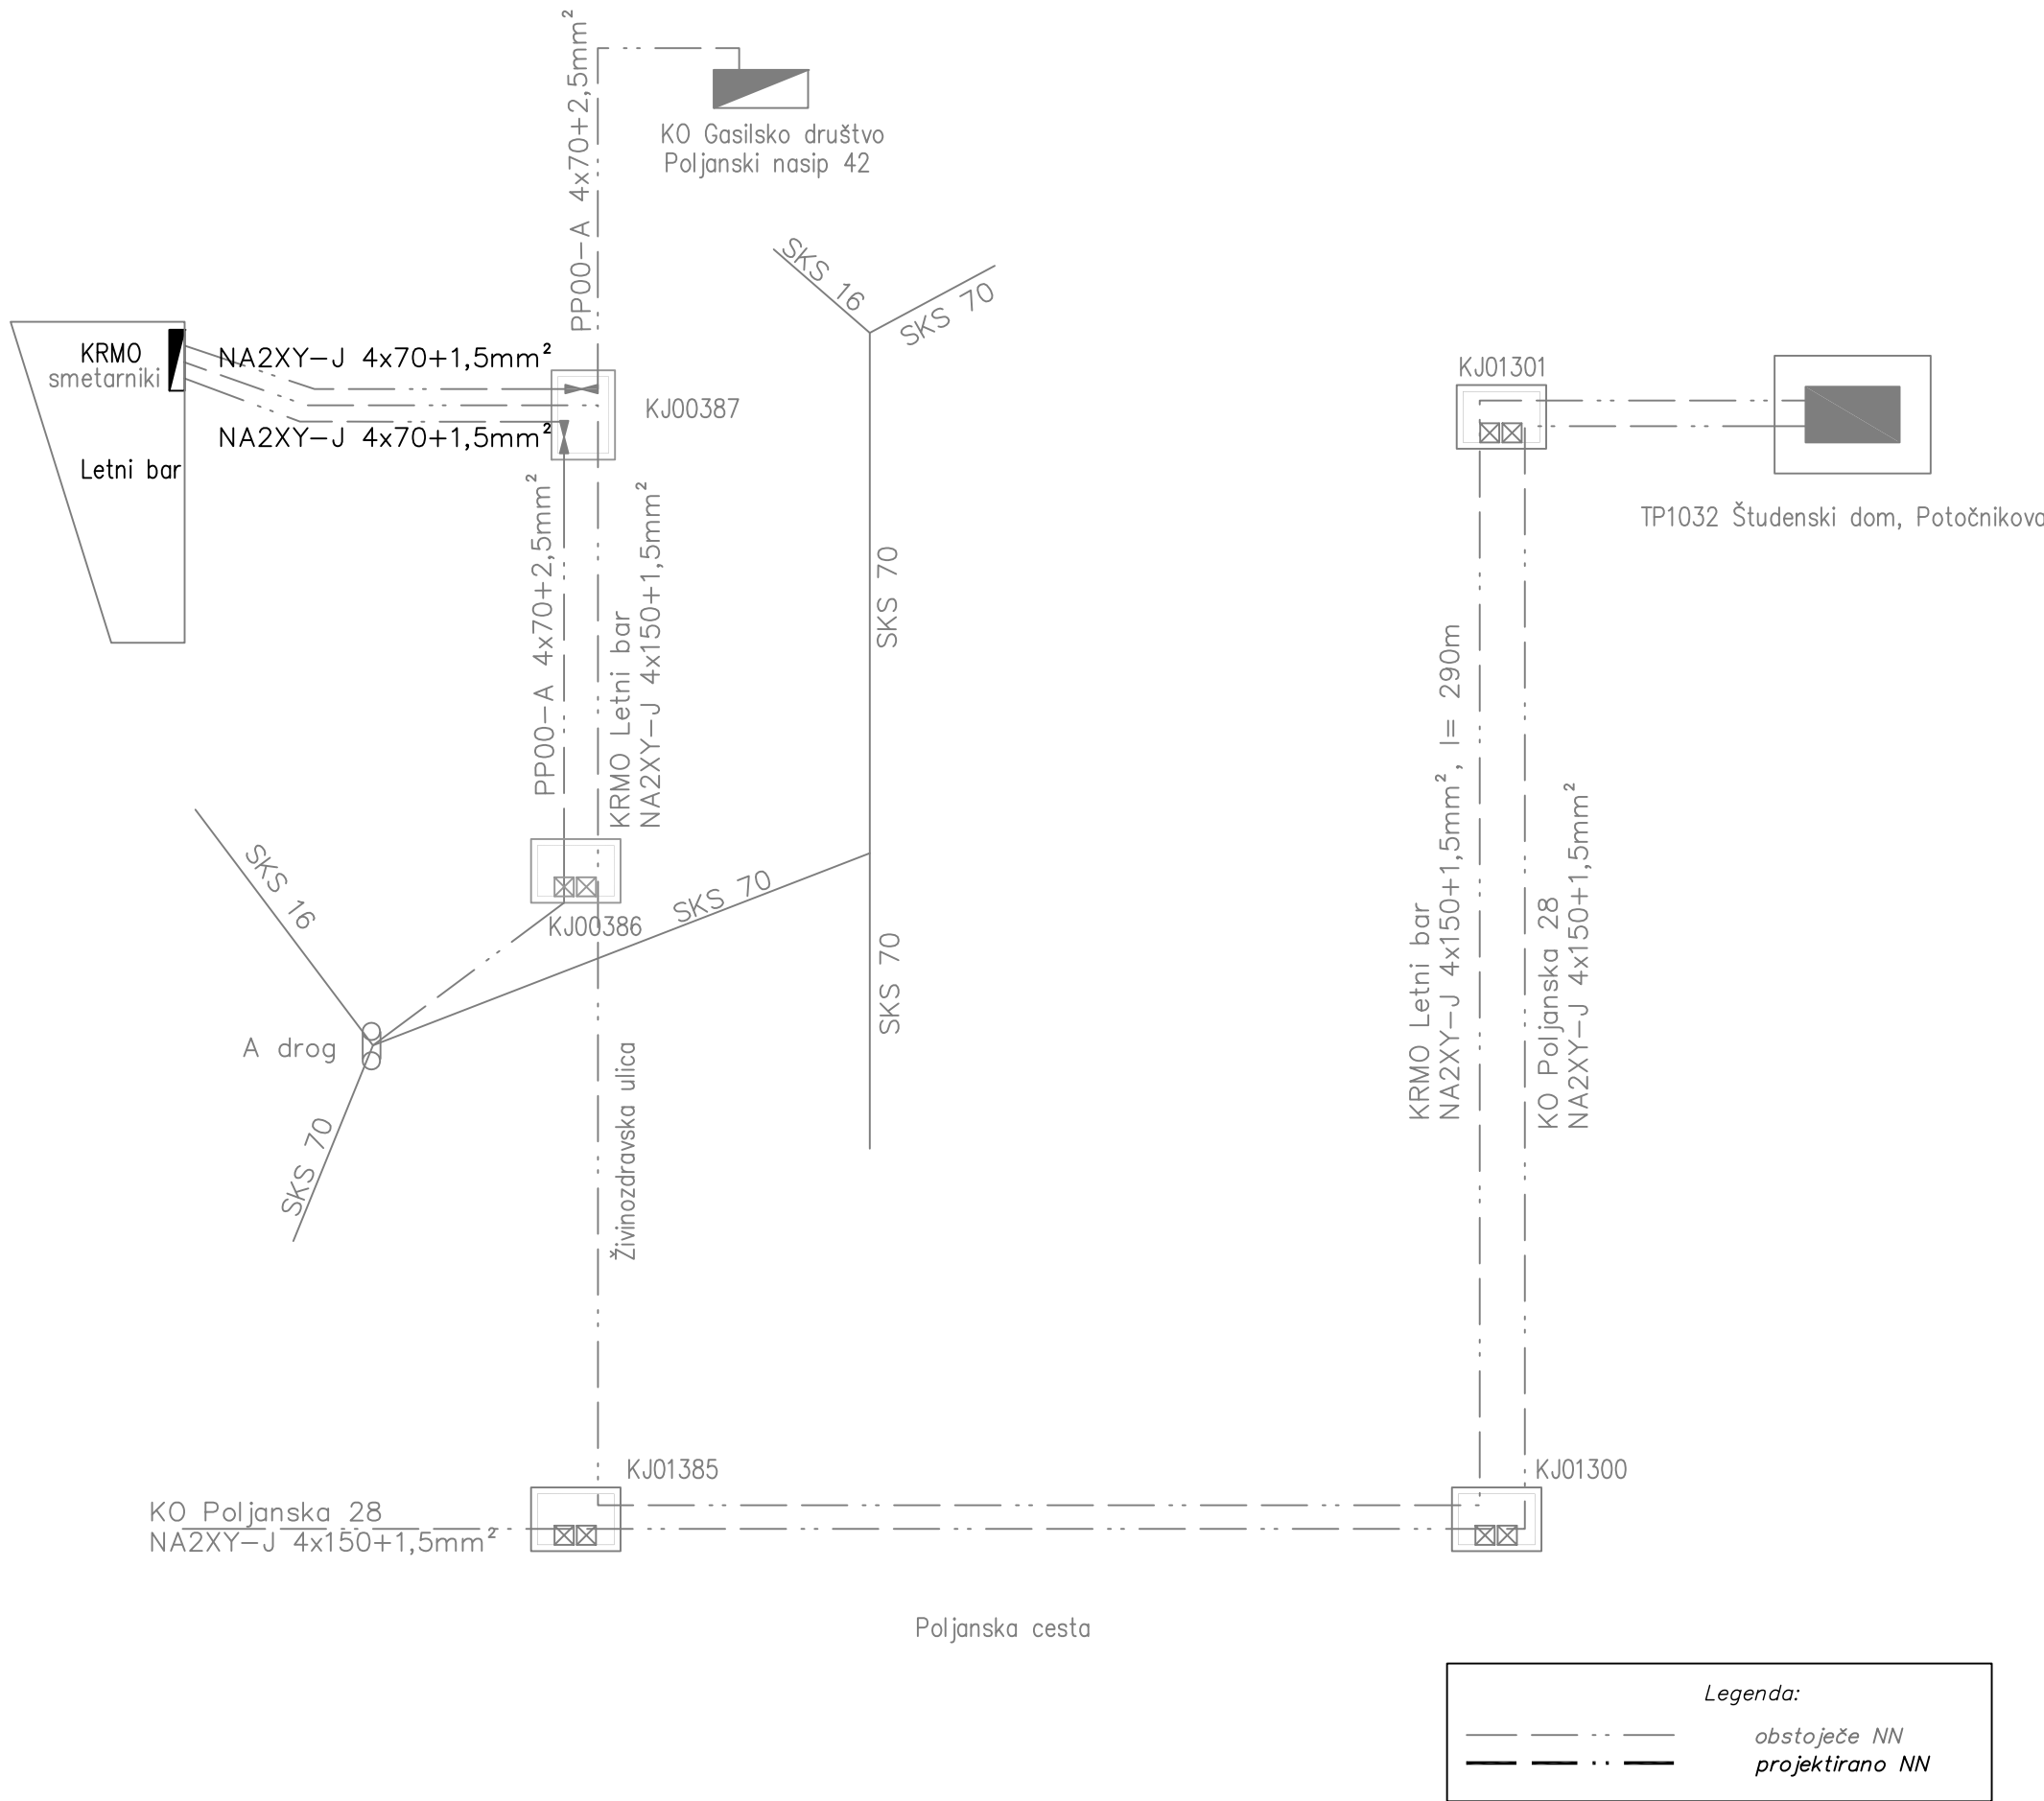 PP00-A 4x70+2,5mm²
KO Gasilsko društvo
Poljanski nasip 42
SKS 16
SKS 70
KRMO
smetarniki
NA2XY-J 4x70+1,5mm²
KJ00387
NA2XY-J 4x70+1,5mm²
Letni bar
KJ01301
TP1032 Študenski dom, Potočnikova
PP00-A 4x70+2,5mm²
KRMO Letni bar
NA2XY-J 4x150+1,5mm²
SKS 70
KRMO Letni bar
NA2XY-J 4x150+1,5mm², l= 290m
KO Poljanska 28
NA2XY-J 4x150+1,5mm²
SKS 16
SKS 70
KJ00386
SKS 70
A drog
SKS 70
Živinozdravska ulica
KJ01385
KJ01300
KO Poljanska 28
NA2XY-J 4x150+1,5mm²
Poljanska cesta
Legenda:
obstoječe NN
projektirano NN